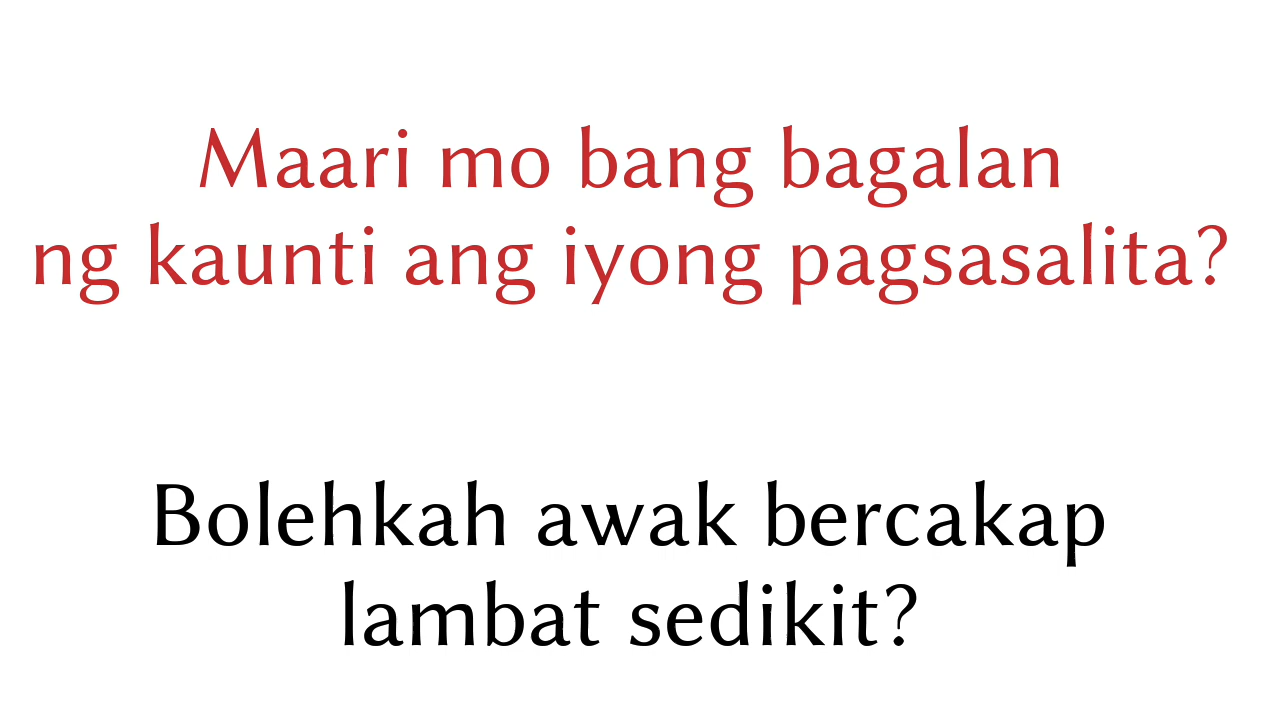 Maari mo bang bagalan
ng kaunti ang iyong pagsasalita?
Bolehkah awak bercakap
lambat sedikit?